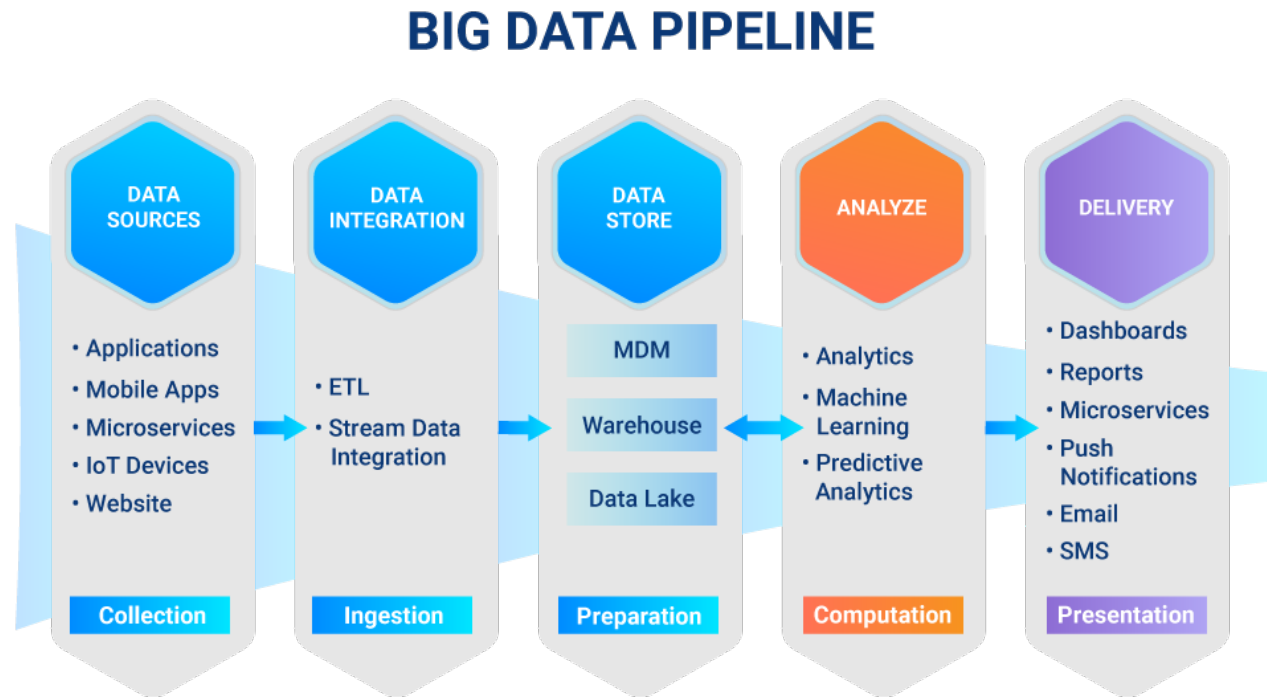 BIG DATA PIPELINE
DATA
SOURCES
• Applications
• Mobile Apps
• Microservices
• IoT Devices
• Website
Collection
DATA
INTEGRATION
• ETL
• Stream Data
Integration
Ingestion
DATA
STORE
MDM
Warehouse
Data Lake
Preparation
ANALYZE
• Analytics
• Machine
Learning
• Predictive
Analytics
Computation
DELIVERY
• Dashboards
• Reports
• Microservices
• Push
Notifications
• Email
• SMS
Presentation